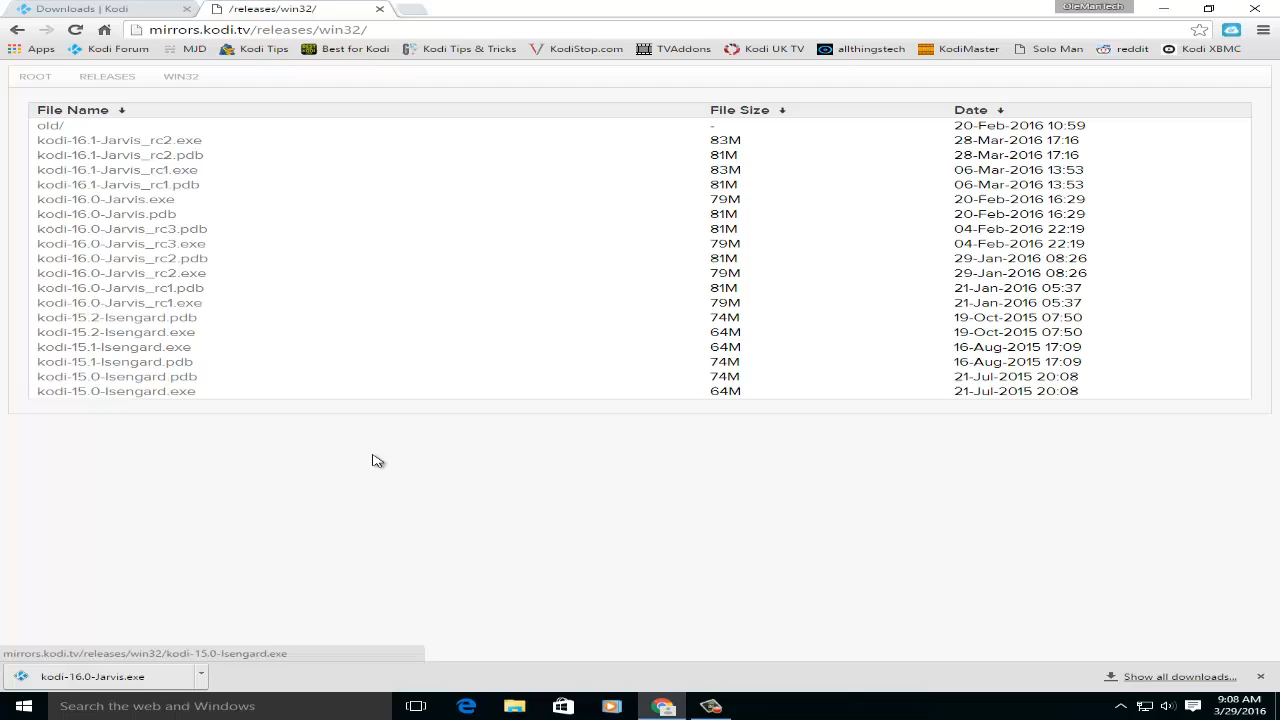 Downloads | Kodi
/releases/win32/
OleManTech
mirrors.kodi.tv/releases/win32/
Apps Kodi Forum MJD Kodi Tips Best for Kodi Kodi Tips & Tricks KodiStop.com TVAddons Kodi UK TV allthingstech KodiMaster Solo Man reddit Kodi XBMC
ROOT RELEASES WIN32
File Name File Size Date
old/ - 20-Feb-2016 10:59
kodi-16.1-Jarvis_rc2.exe 83M 28-Mar-2016 17:16
kodi-16.1-Jarvis_rc2.pdb 81M 28-Mar-2016 17:16
kodi-16.1-Jarvis_rc1.exe 83M 06-Mar-2016 13:53
kodi-16.1-Jarvis_rc1.pdb 81M 06-Mar-2016 13:53
kodi-16.0-Jarvis.exe 79M 20-Feb-2016 16:29
kodi-16.0-Jarvis.pdb 81M 20-Feb-2016 16:29
kodi-16.0-Jarvis_rc3.pdb 81M 04-Feb-2016 22:19
kodi-16.0-Jarvis_rc3.exe 79M 04-Feb-2016 22:19
kodi-16.0-Jarvis_rc2.pdb 81M 29-Jan-2016 08:26
kodi-16.0-Jarvis_rc2.exe 79M 29-Jan-2016 08:26
kodi-16.0-Jarvis_rc1.pdb 81M 21-Jan-2016 05:37
kodi-16.0-Jarvis_rc1.exe 79M 21-Jan-2016 05:37
kodi-15.2-Isengard.pdb 74M 19-Oct-2015 07:50
kodi-15.2-Isengard.exe 64M 19-Oct-2015 07:50
kodi-15.1-Isengard.exe 64M 16-Aug-2015 17:09
kodi-15.1-Isengard.pdb 74M 16-Aug-2015 17:09
kodi-15.0-Isengard.pdb 74M 21-Jul-2015 20:08
kodi-15.0-Isengard.exe 64M 21-Jul-2015 20:08
mirrors.kodi.tv/releases/win32/kodi-15.0-Isengard.exe
kodi-16.0-Jarvis.exe Show all downloads...
Search the web and Windows
9:08 AM
3/29/2016